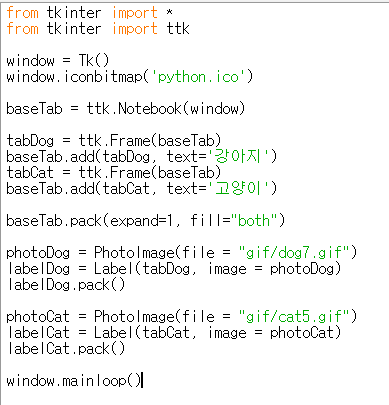 from tkinter import *
from tkinter import ttk
window = Tk()
window.iconbitmap('python.ico')
baseTab = ttk.Notebook(window)
tabDog = ttk.Frame(baseTab)
baseTab.add(tabDog, text='강아지')
tabCat = ttk.Frame(baseTab)
baseTab.add(tabCat, text='고양이')
baseTab.pack(expand=1, fill="both")
photoDog = PhotoImage(file = "gif/dog7.gif")
labelDog = Label(tabDog, image = photoDog)
labelDog.pack()
photoCat = PhotoImage(file = "gif/cat5.gif")
labelCat = Label(tabCat, image = photoCat)
labelCat.pack()
window.mainloop()